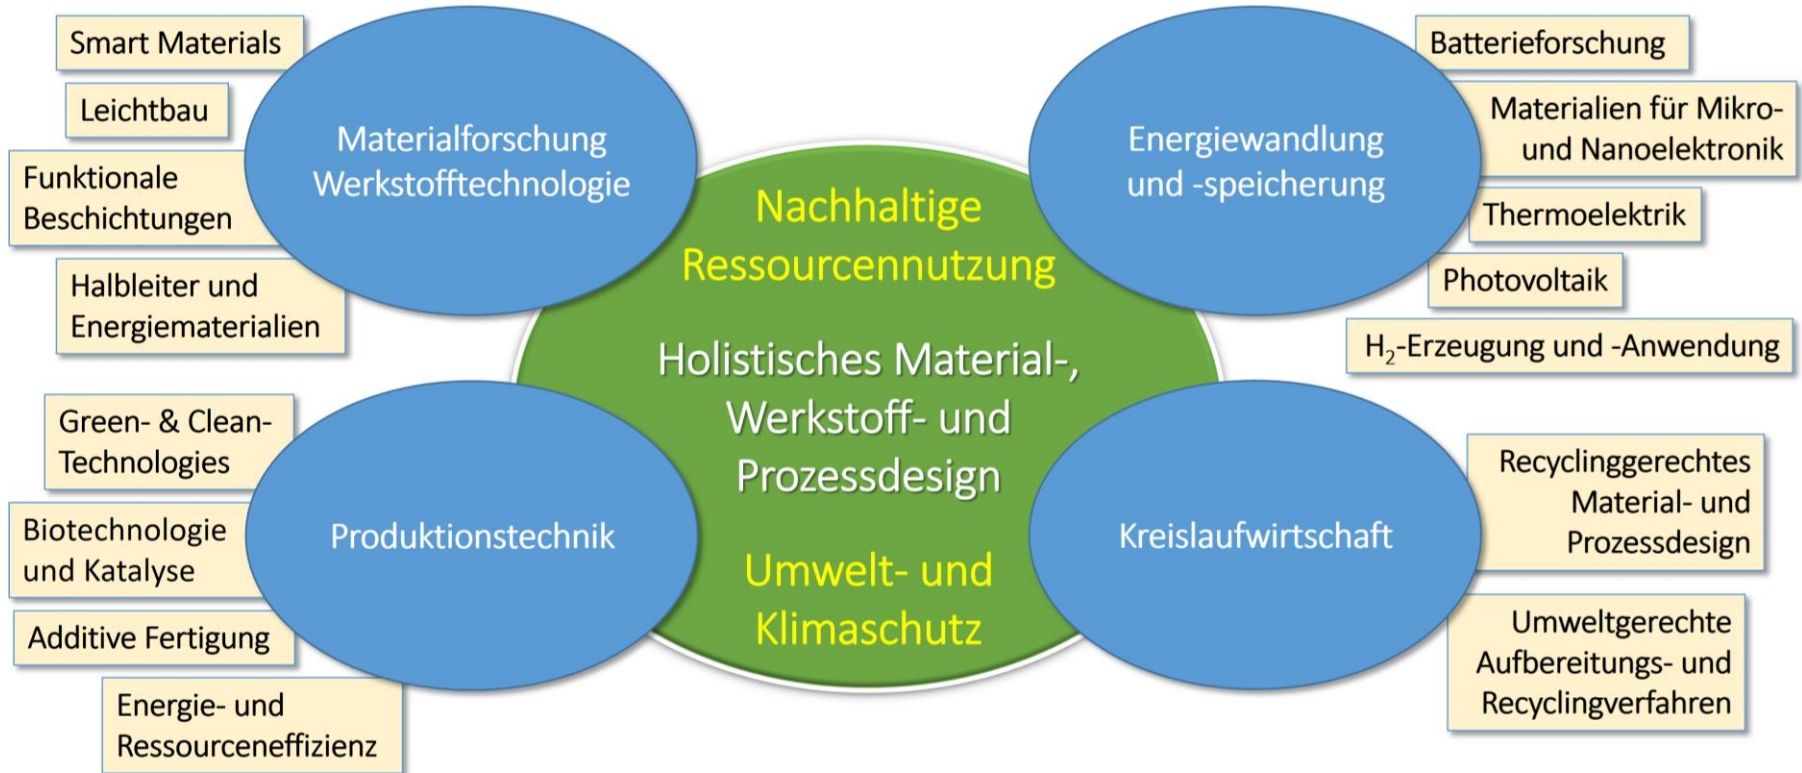 Smart Materials
Leichtbau
Funktionale
Beschichtungen
Halbleiter und
Energiematerialien
Materialforschung
Werkstofftechnologie
Energiewandlung
und -speicherung
Batterieforschung
Materialien für Mikro-
und Nanoelektronik
Thermoelektrik
Photovoltaik
H₂-Erzeugung und -Anwendung
Nachhaltige
Ressourcennutzung
Holistisches Material-,
Werkstoff- und
Prozessdesign
Umwelt- und
Klimaschutz
Green- & Clean-
Technologies
Biotechnologie
und Katalyse
Additive Fertigung
Energie- und
Ressourceneffizienz
Produktionstechnik
Kreislaufwirtschaft
Recyclinggerechtes
Material- und
Prozessdesign
Umweltgerechte
Aufbereitungs- und
Recyclingverfahren